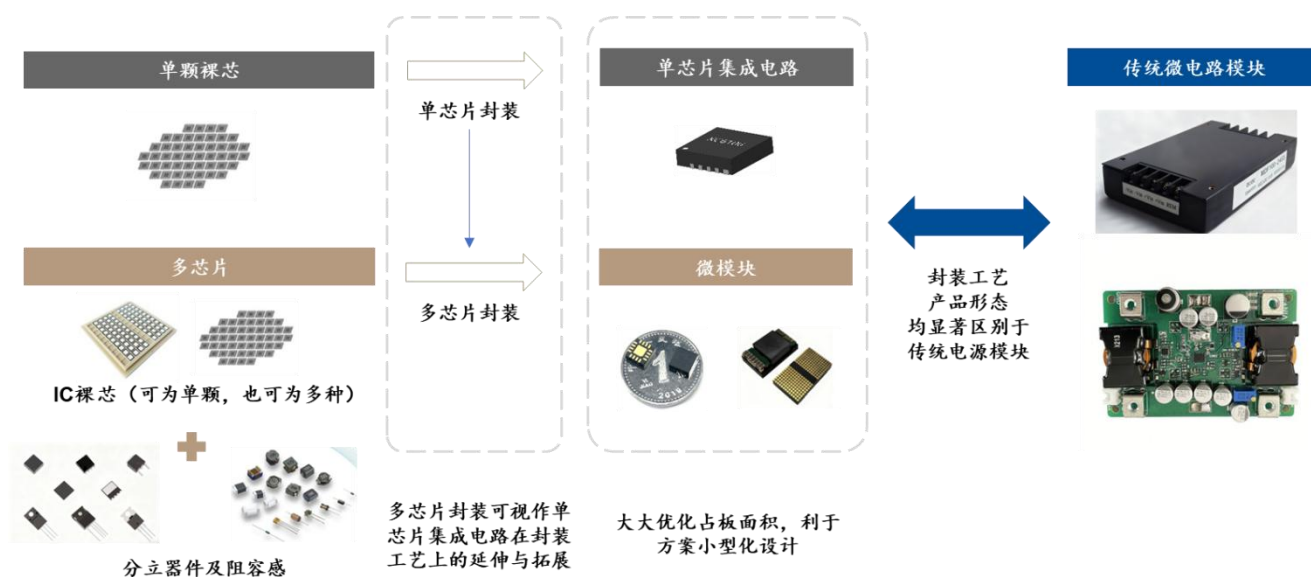 单颗裸芯
单芯片封装
单芯片集成电路
传统微电路模块
多芯片
多芯片封装
微模块
封装工艺
产品形态
均显著区别于
传统电源模块
IC裸芯（可为单颗，也可为多种）
分立器件及阻容感
多芯片封装可视作单
芯片集成电路在封装
工艺上的延伸与拓展
大大优化占板面积，利于
方案小型化设计